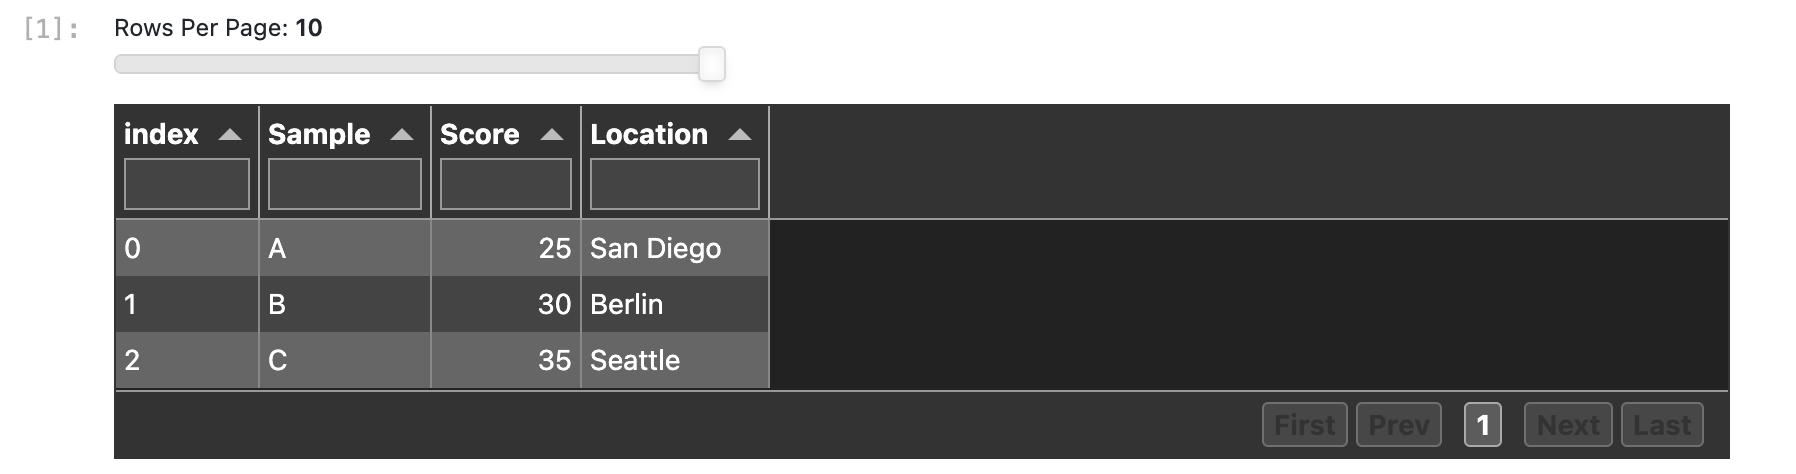 [1]: Rows Per Page: 10
index Sample Score Location
0 A 25 San Diego
1 B 30 Berlin
2 C 35 Seattle
First Prev 1 Next Last